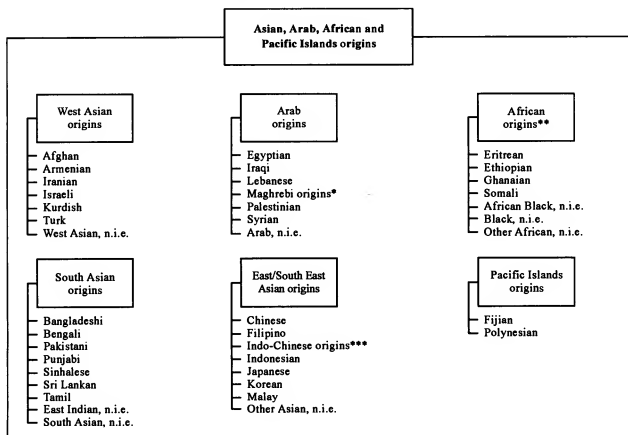 Asian, Arab, African and
Pacific Islands origins
West Asian
origins
Afghan
Armenian
Iranian
Israeli
Kurdish
Turk
West Asian, n.i.e.
Arab
origins
Egyptian
Iraqi
Lebanese
Maghrebi origins*
Palestinian
Syrian
Arab, n.i.e.
African
origins**
Eritrean
Ethiopian
Ghanaian
Somali
African Black, n.i.e.
Black, n.i.e.
Other African, n.i.e.
South Asian
origins
Bangladeshi
Bengali
Pakistani
Punjabi
Sinhalese
Sri Lankan
Tamil
East Indian, n.i.e.
South Asian, n.i.e.
East/South East
Asian origins
Chinese
Filipino
Indo-Chinese origins***
Indonesian
Japanese
Korean
Malay
Other Asian, n.i.e.
Pacific Islands
origins
Fijian
Polynesian